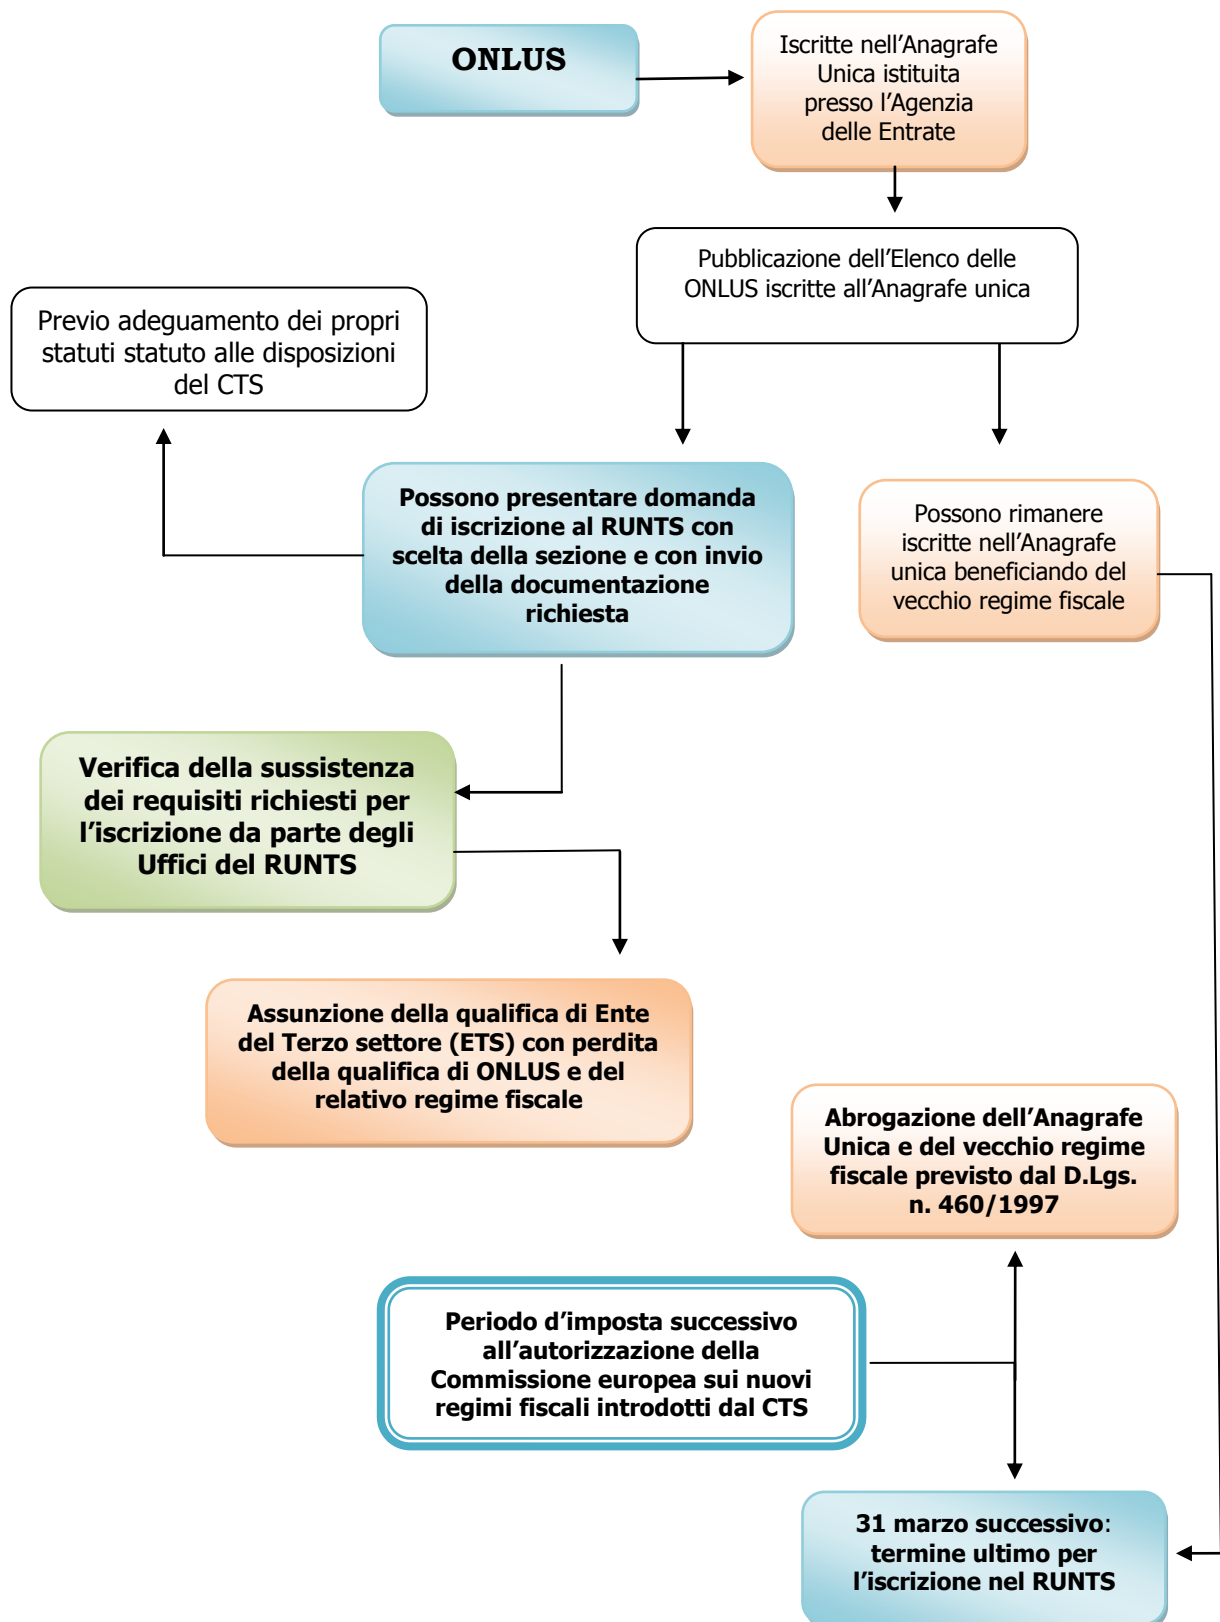 ONLUS
Iscritte nell’Anagrafe
Unica istituita
presso l’Agenzia
delle Entrate
Pubblicazione dell’Elenco delle
ONLUS iscritte all’Anagrafe unica
Previo adeguamento dei propri
statuti statuto alle disposizioni
del CTS
Possono presentare domanda
di iscrizione al RUNTS con
scelta della sezione e con invio
della documentazione
richiesta
Possono rimanere
iscritte nell’Anagrafe
unica beneficiando del
vecchio regime fiscale
Verifica della sussistenza
dei requisiti richiesti per
l’iscrizione da parte degli
Uffici del RUNTS
Assunzione della qualifica di Ente
del Terzo settore (ETS) con perdita
della qualifica di ONLUS e del
relativo regime fiscale
Abrogazione dell’Anagrafe
Unica e del vecchio regime
fiscale previsto dal D.Lgs.
n. 460/1997
Periodo d’imposta successivo
all’autorizzazione della
Commissione europea sui nuovi
regimi fiscali introdotti dal CTS
31 marzo successivo:
termine ultimo per
l’iscrizione nel RUNTS